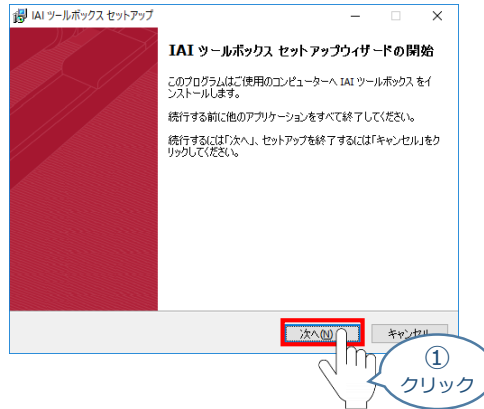 IAI ツールボックス セットアップ
IAI ツールボックス セットアップウィザードの開始
このプログラムはご使用のコンピューターへ IAI ツールボックス をイ
ンストールします。
続行する前に他のアプリケーションをすべて終了してください。
続行するには「次へ」、セットアップを終了するには「キャンセル」をク
リックしてください。
次へ(N)
キャンセル
①
クリック